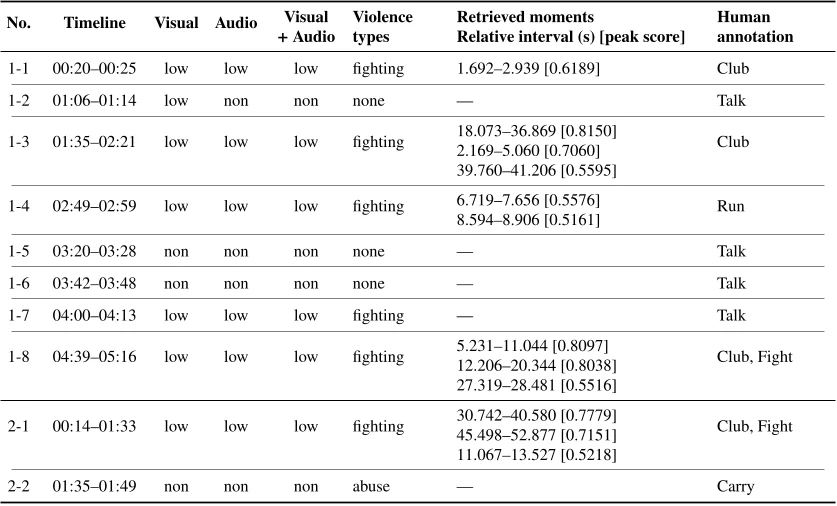 No. Timeline Visual Audio Visual + Audio Violence types Retrieved moments Relative interval (s) [peak score] Human annotation
1-1 00:20–00:25 low low low fighting 1.692–2.939 [0.6189] Club
1-2 01:06–01:14 low non non none — Talk
1-3 01:35–02:21 low low low fighting 18.073–36.869 [0.8150] Club
2.169–5.060 [0.7060]
39.760–41.206 [0.5595]
1-4 02:49–02:59 low low low fighting 6.719–7.656 [0.5576] Run
8.594–8.906 [0.5161]
1-5 03:20–03:28 non non non none — Talk
1-6 03:42–03:48 non non non none — Talk
1-7 04:00–04:13 low low low fighting — Talk
1-8 04:39–05:16 low low low fighting 5.231–11.044 [0.8097] Club, Fight
12.206–20.344 [0.8038]
27.319–28.481 [0.5516]
2-1 00:14–01:33 low low low fighting 30.742–40.580 [0.7779] Club, Fight
45.498–52.877 [0.7151]
11.067–13.527 [0.5218]
2-2 01:35–01:49 non non non abuse — Carry